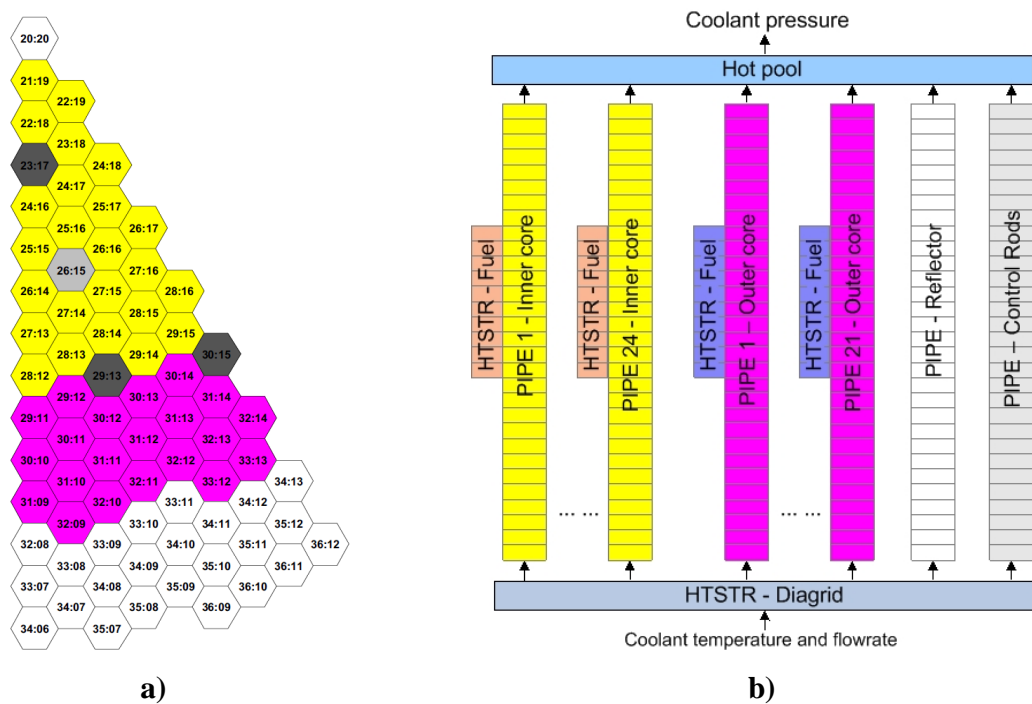 20:20
21:19
22:19
22:18
23:18
23:17 24:18
24:17
24:16 25:17
25:16 26:17
25:15 26:16
26:15 27:16
26:14 27:15 28:16
27:14 28:15
27:13 28:14 29:15
28:13 29:14 30:15
28:12 29:13 30:14
29:12 30:13 31:14
29:11 30:12 31:13 32:14
30:11 31:12 32:13
30:10 31:11 32:12 33:13
31:10 32:11 33:12 34:13
31:09 32:10 33:11 34:12
32:09 33:10 34:11 35:12
32:08 33:09 34:10 35:11 36:12
33:08 34:09 35:10 36:11
33:07 34:08 35:09 36:10
34:07 35:08 36:09
34:06 35:07
a)
Coolant pressure
Hot pool
HTSTR - Fuel
PIPE 1 - Inner core
HTSTR - Fuel
PIPE 24 - Inner core
HTSTR - Fuel
PIPE 1 – Outer core
HTSTR - Fuel
PIPE 21 - Outer core
PIPE - Reflector
PIPE – Control Rods
... ...
... ...
HTSTR - Diagrid
Coolant temperature and flowrate
b)